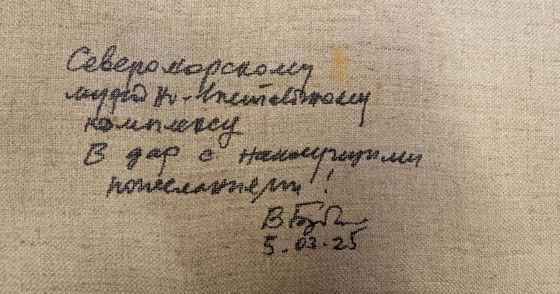 Североморскому
музейно-выставочному
комплексу
В дар с наилучшими
пожеланиями!
5-03-25